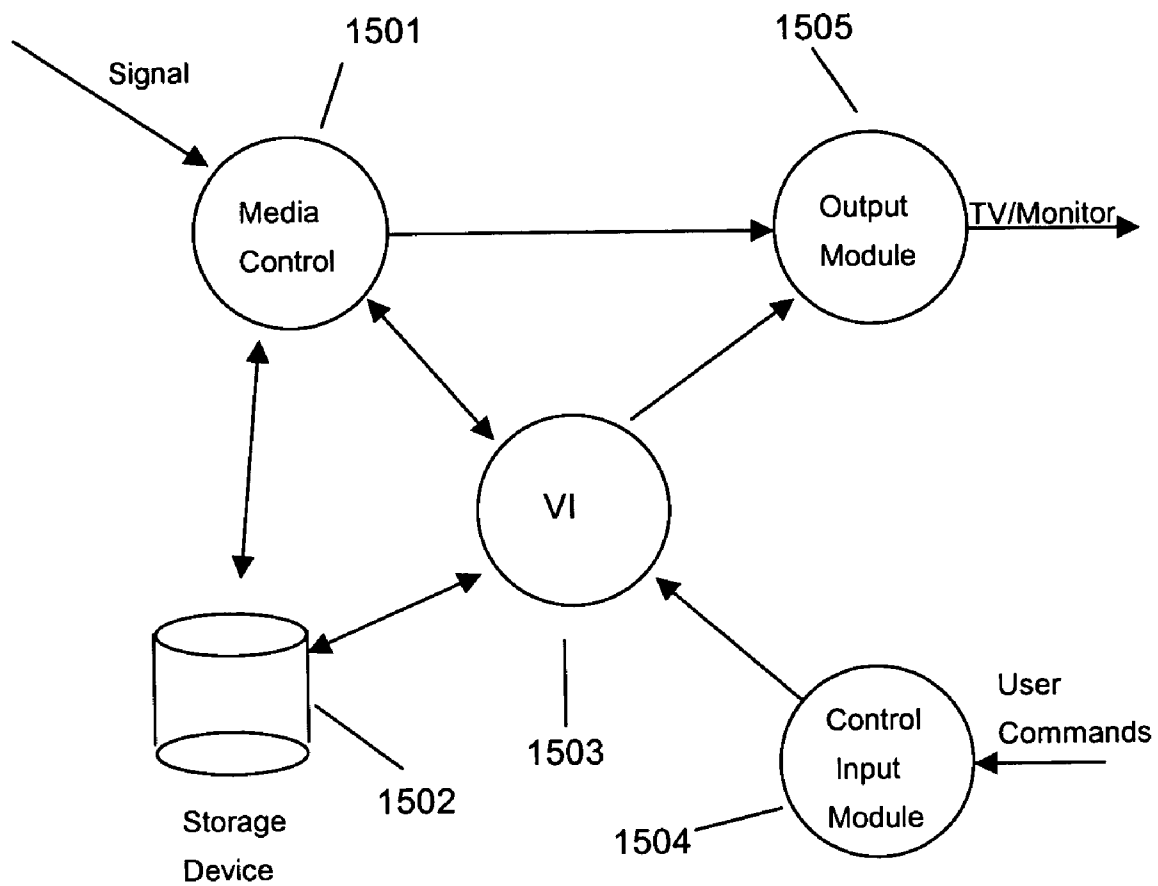 1501
1505
Signal
Media
Control
Output
Module
TV/Monitor
VI
User
Commands
Control
Input
Module
1503
1502
1504
Storage
Device